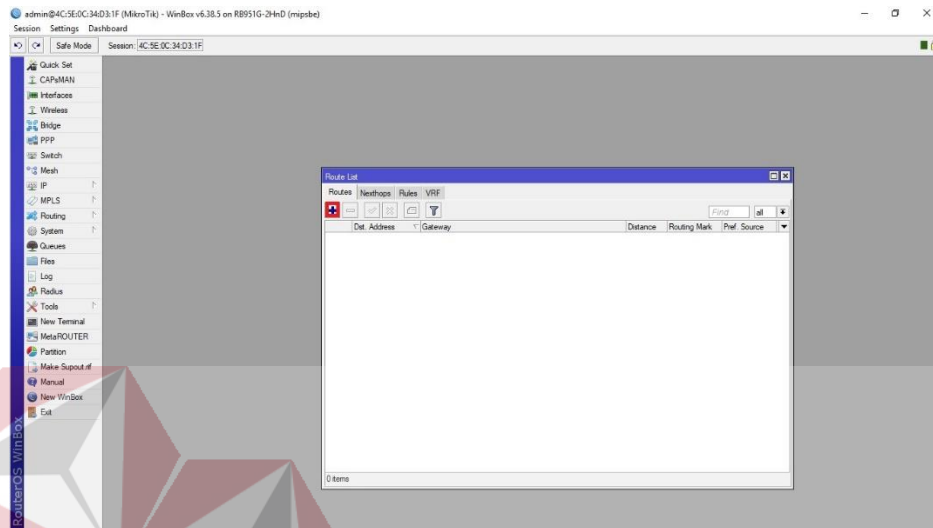 admin@4C:5E:0C:34:D3:1F (MikroTik) - WinBox v6.38.5 on RB951G-2HnD (mipsbe)
Session Settings Dashboard
Safe Mode Session: 4C:5E:0C:34:D3:1F
Quick Set
CAPsMAN
Interfaces
Wireless
Bridge
PPP
Switch
Mesh
IP
MPLS
Routing
System
Queues
Files
Log
Radius
Tools
New Terminal
MetaROUTER
Partition
Make Supout.rif
Manual
New WinBox
Exit
RouterOS WinBox
Route List
Routes Nexthops Rules VRF
Find all
Dst. Address Gateway Distance Routing Mark Pref. Source
0 items